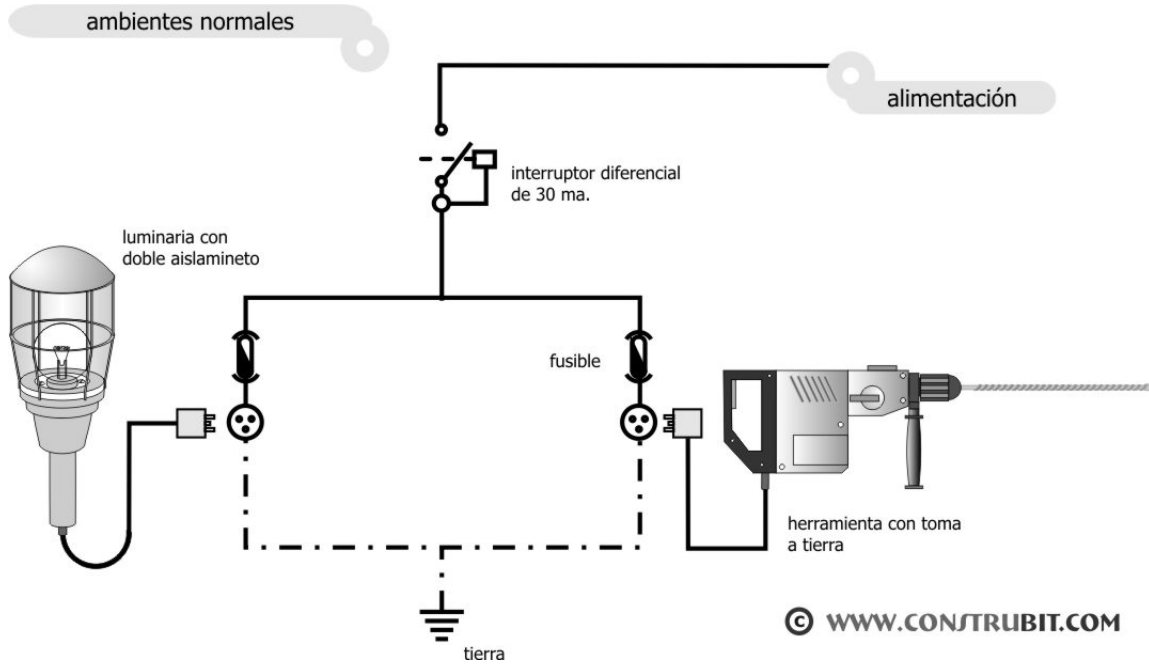 ambientes normales
alimentación
interruptor diferencial
de 30 ma.
luminaria con
doble aislamineto
fusible
herramienta con toma
a tierra
tierra
© WWW.CONSTRUBIT.COM